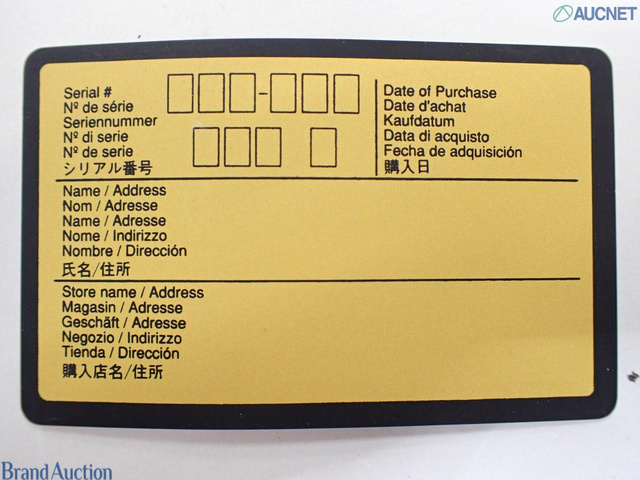 AUCNET
Serial #
Nº de série
Seriennummer
Nº di serie
Nº de serie
シリアル番号
Date of Purchase
Date d'achat
Kaufdatum
Data di acquisto
Fecha de adquisición
購入日
Name / Address
Nom / Adresse
Name / Adresse
Nome / Indirizzo
Nombre / Dirección
氏名/住所
Store name / Address
Magasin / Adresse
Geschäft / Adresse
Negozio / Indirizzo
Tienda / Dirección
購入店名/住所
Brand Auction